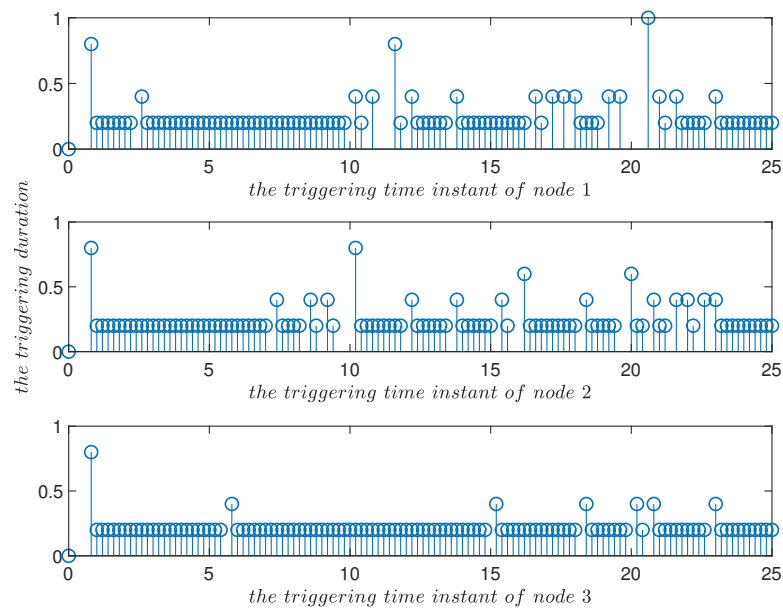 1
0.5
0
0 5 10 15 20 25
the triggering time instant of node 1
the triggering duration
1
0.5
0
0 5 10 15 20 25
the triggering time instant of node 2
1
0.5
0
0 5 10 15 20 25
the triggering time instant of node 3